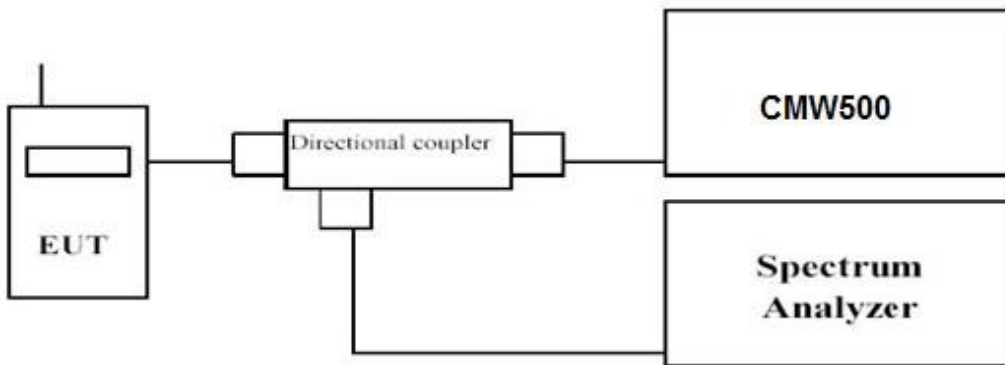 Directional coupler
CMW500
EUT
Spectrum
Analyzer